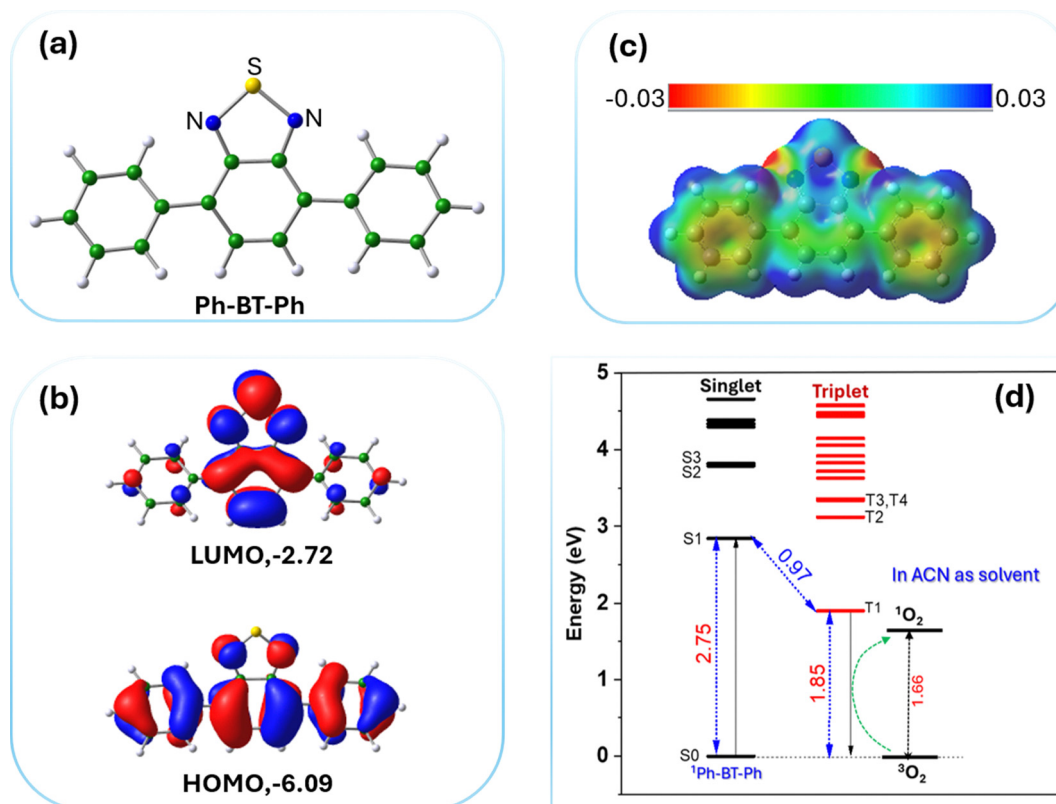 (a)
S
N N
Ph-BT-Ph
(c)
-0.03 0.03
(b)
LUMO,-2.72
HOMO,-6.09
(d)
Singlet Triplet
Energy (eV)
5
4
3
2
1
0
S3
S2
S1
S0
T3,T4
T2
T1
0.97
2.75
1.85
In ACN as solvent
¹O₂
1.66
¹Ph-BT-Ph
³O₂